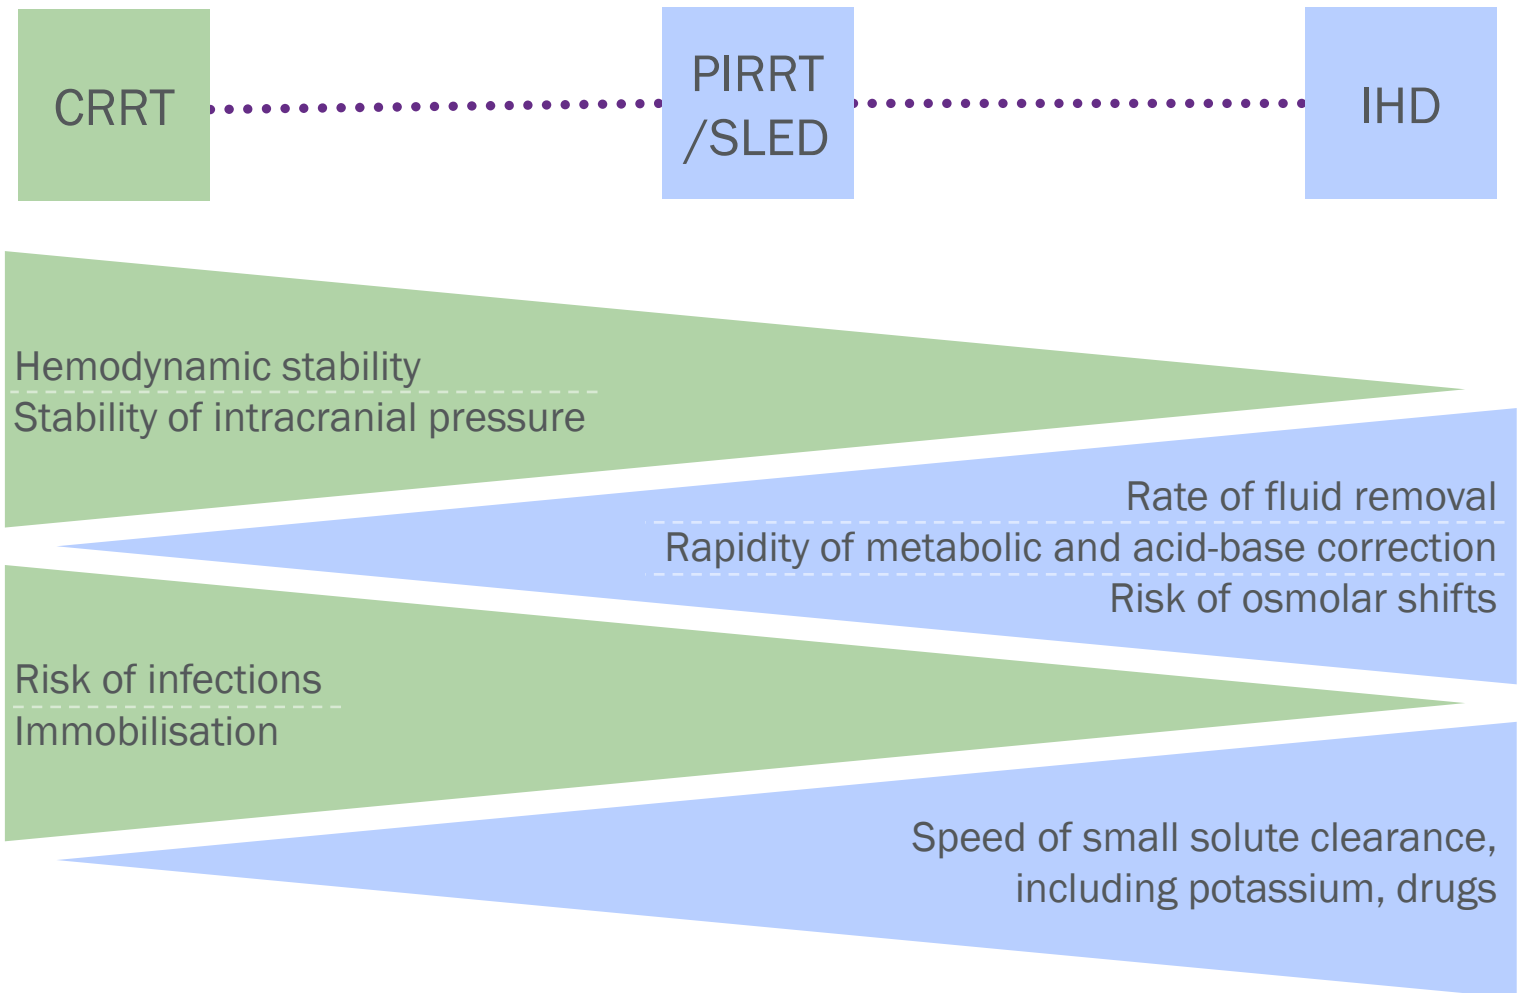 CRRT
PIRRT
/SLED
IHD
Hemodynamic stability
Stability of intracranial pressure
Rate of fluid removal
Rapidity of metabolic and acid-base correction
Risk of osmolar shifts
Risk of infections
Immobilisation
Speed of small solute clearance,
including potassium, drugs